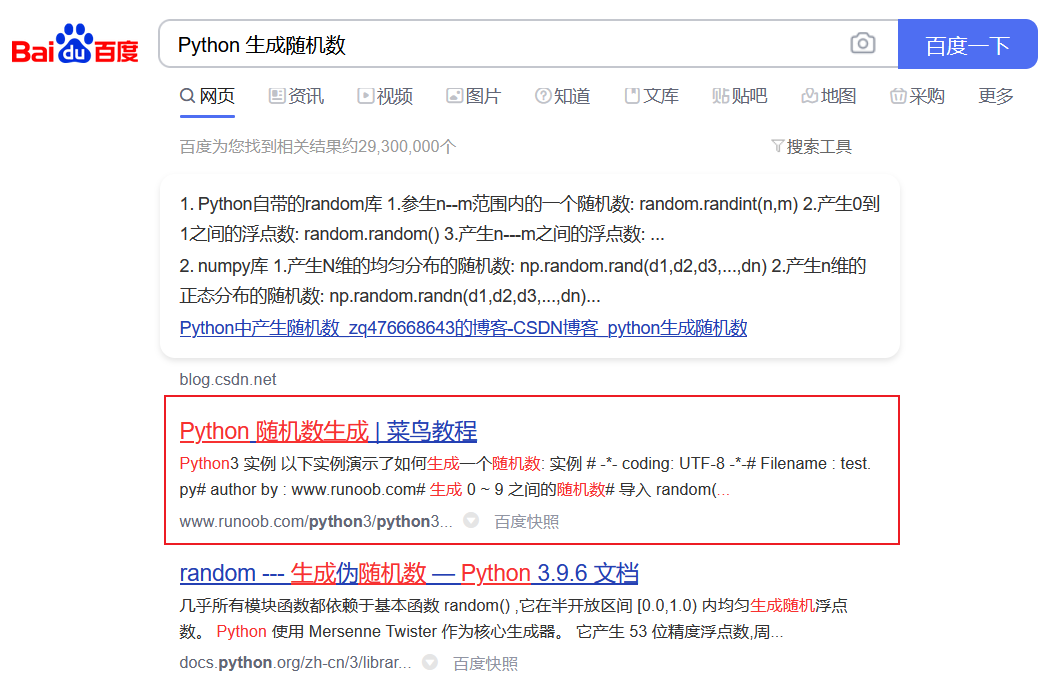 Bai du 百度
Python 生成随机数
百度一下
网页 资讯 视频 图片 知道 文库 贴吧 地图 采购 更多
百度为您找到相关结果约29,300,000个 搜索工具
1. Python自带的random库 1.参生n--m范围内的一个随机数: random.randint(n,m) 2.产生0到
1之间的浮点数: random.random() 3.产生n---m之间的浮点数: ...
2. numpy库 1.产生N维的均匀分布的随机数: np.random.rand(d1,d2,d3,...,dn) 2.产生n维的
正态分布的随机数: np.random.randn(d1,d2,d3,...,dn)...
Python中产生随机数_zq476668643的博客-CSDN博客_python生成随机数
blog.csdn.net
Python 随机数生成 | 菜鸟教程
Python3 实例 以下实例演示了如何生成一个随机数: 实例 # -*- coding: UTF-8 -*-# Filename : test.
py# author by : www.runoob.com# 生成 0 ~ 9 之间的随机数# 导入 random(...
www.runoob.com/python3/python3... 百度快照
random --- 生成伪随机数 — Python 3.9.6 文档
几乎所有模块函数都依赖于基本函数 random() ,它在半开放区间 [0.0,1.0) 内均匀生成随机浮点
数。 Python 使用 Mersenne Twister 作为核心生成器。 它产生 53 位精度浮点数,周...
docs.python.org/zh-cn/3/librar... 百度快照